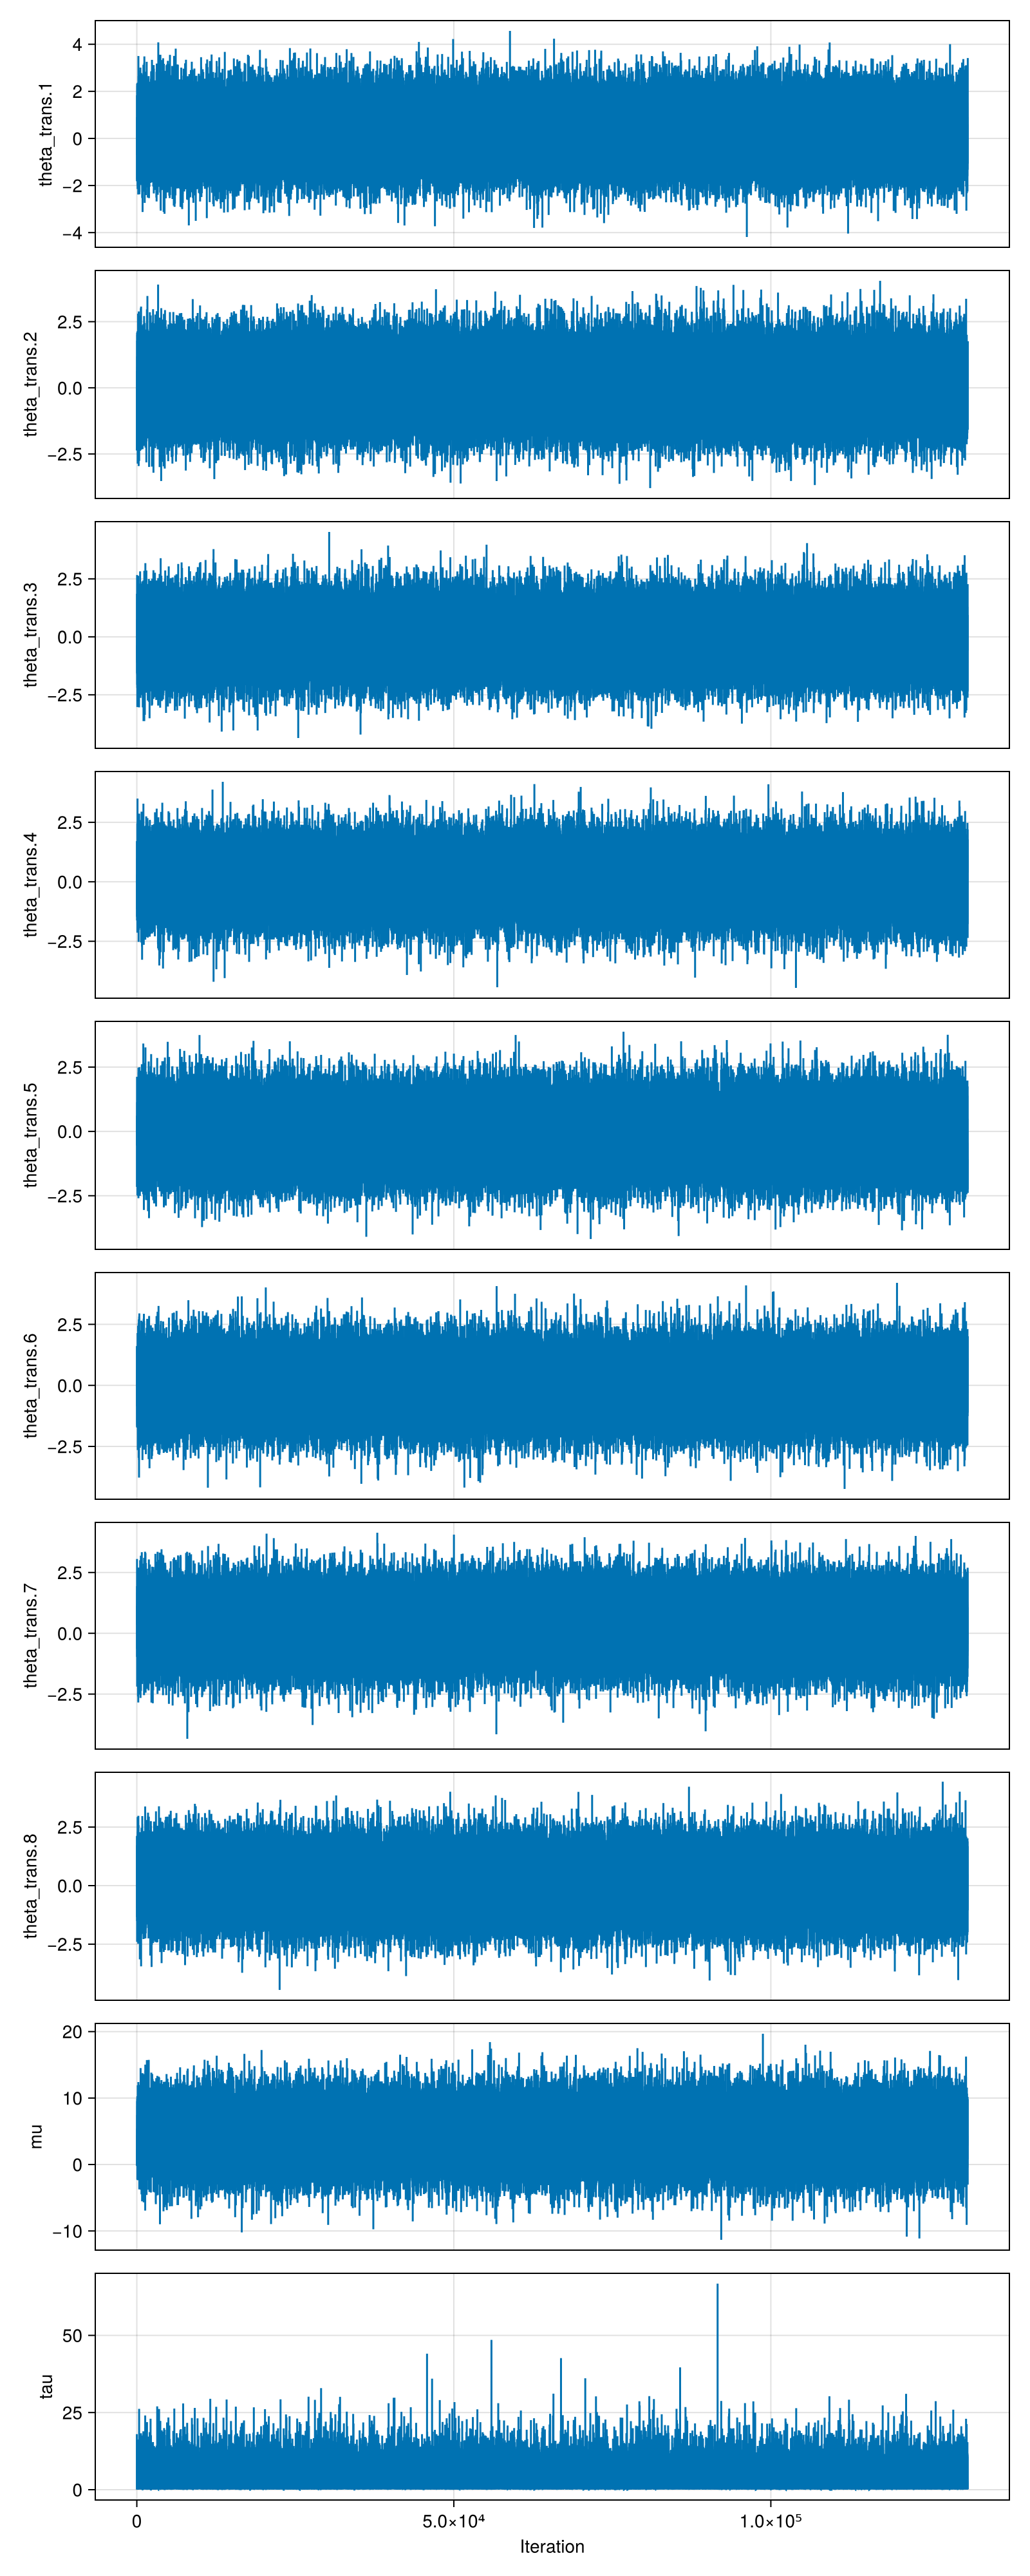 theta_trans.1
4
2
0
−2
−4
theta_trans.2
2.5
0.0
−2.5
theta_trans.3
2.5
0.0
−2.5
theta_trans.4
2.5
0.0
−2.5
theta_trans.5
2.5
0.0
−2.5
theta_trans.6
2.5
0.0
−2.5
theta_trans.7
2.5
0.0
−2.5
theta_trans.8
2.5
0.0
−2.5
mu
20
10
0
−10
tau
50
25
0
0 5.0×10⁴ 1.0×10⁵
Iteration